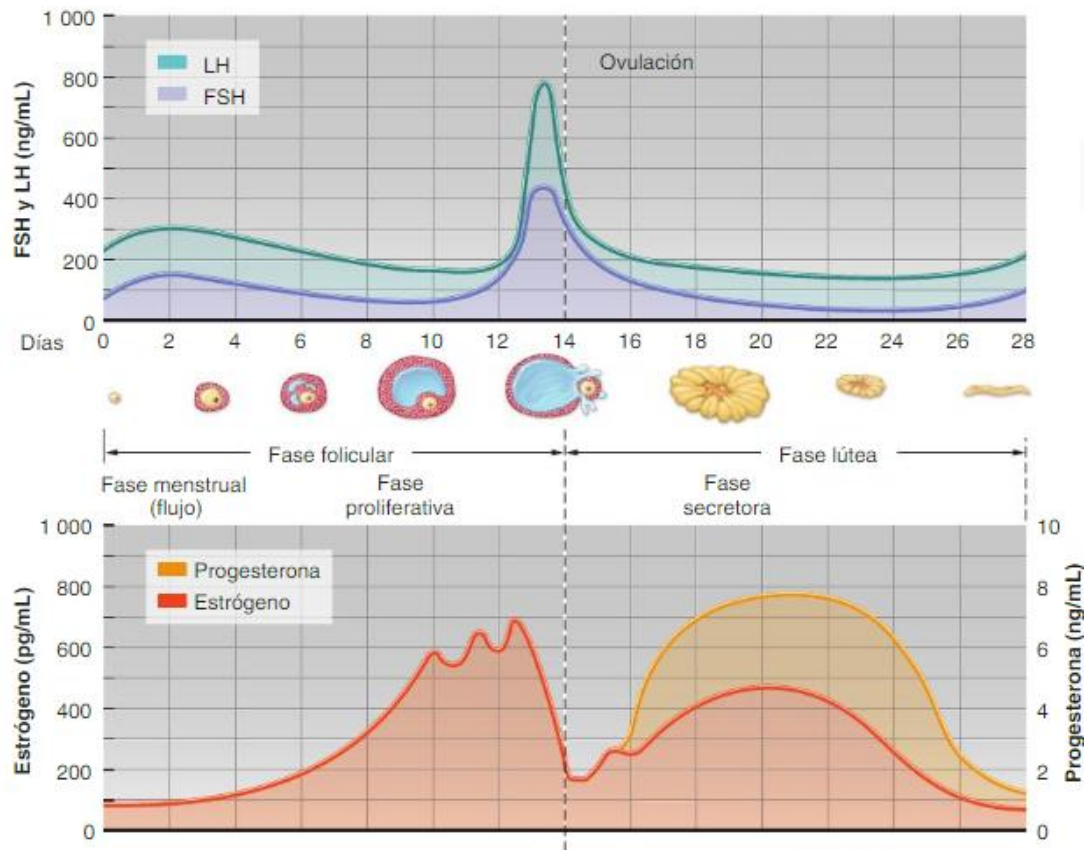 1 000
800
600
400
200
0
FSH y LH (ng/mL)
LH
FSH
Ovulación
Días 0 2 4 6 8 10 12 14 16 18 20 22 24 26 28
Fase folicular
Fase lútea
Fase menstrual
(flujo)
Fase
proliferativa
Fase
secretora
1 000
800
600
400
200
0
Estrógeno (pg/mL)
Progesterona
Estrógeno
10
8
6
4
2
0
Progesterona (ng/mL)